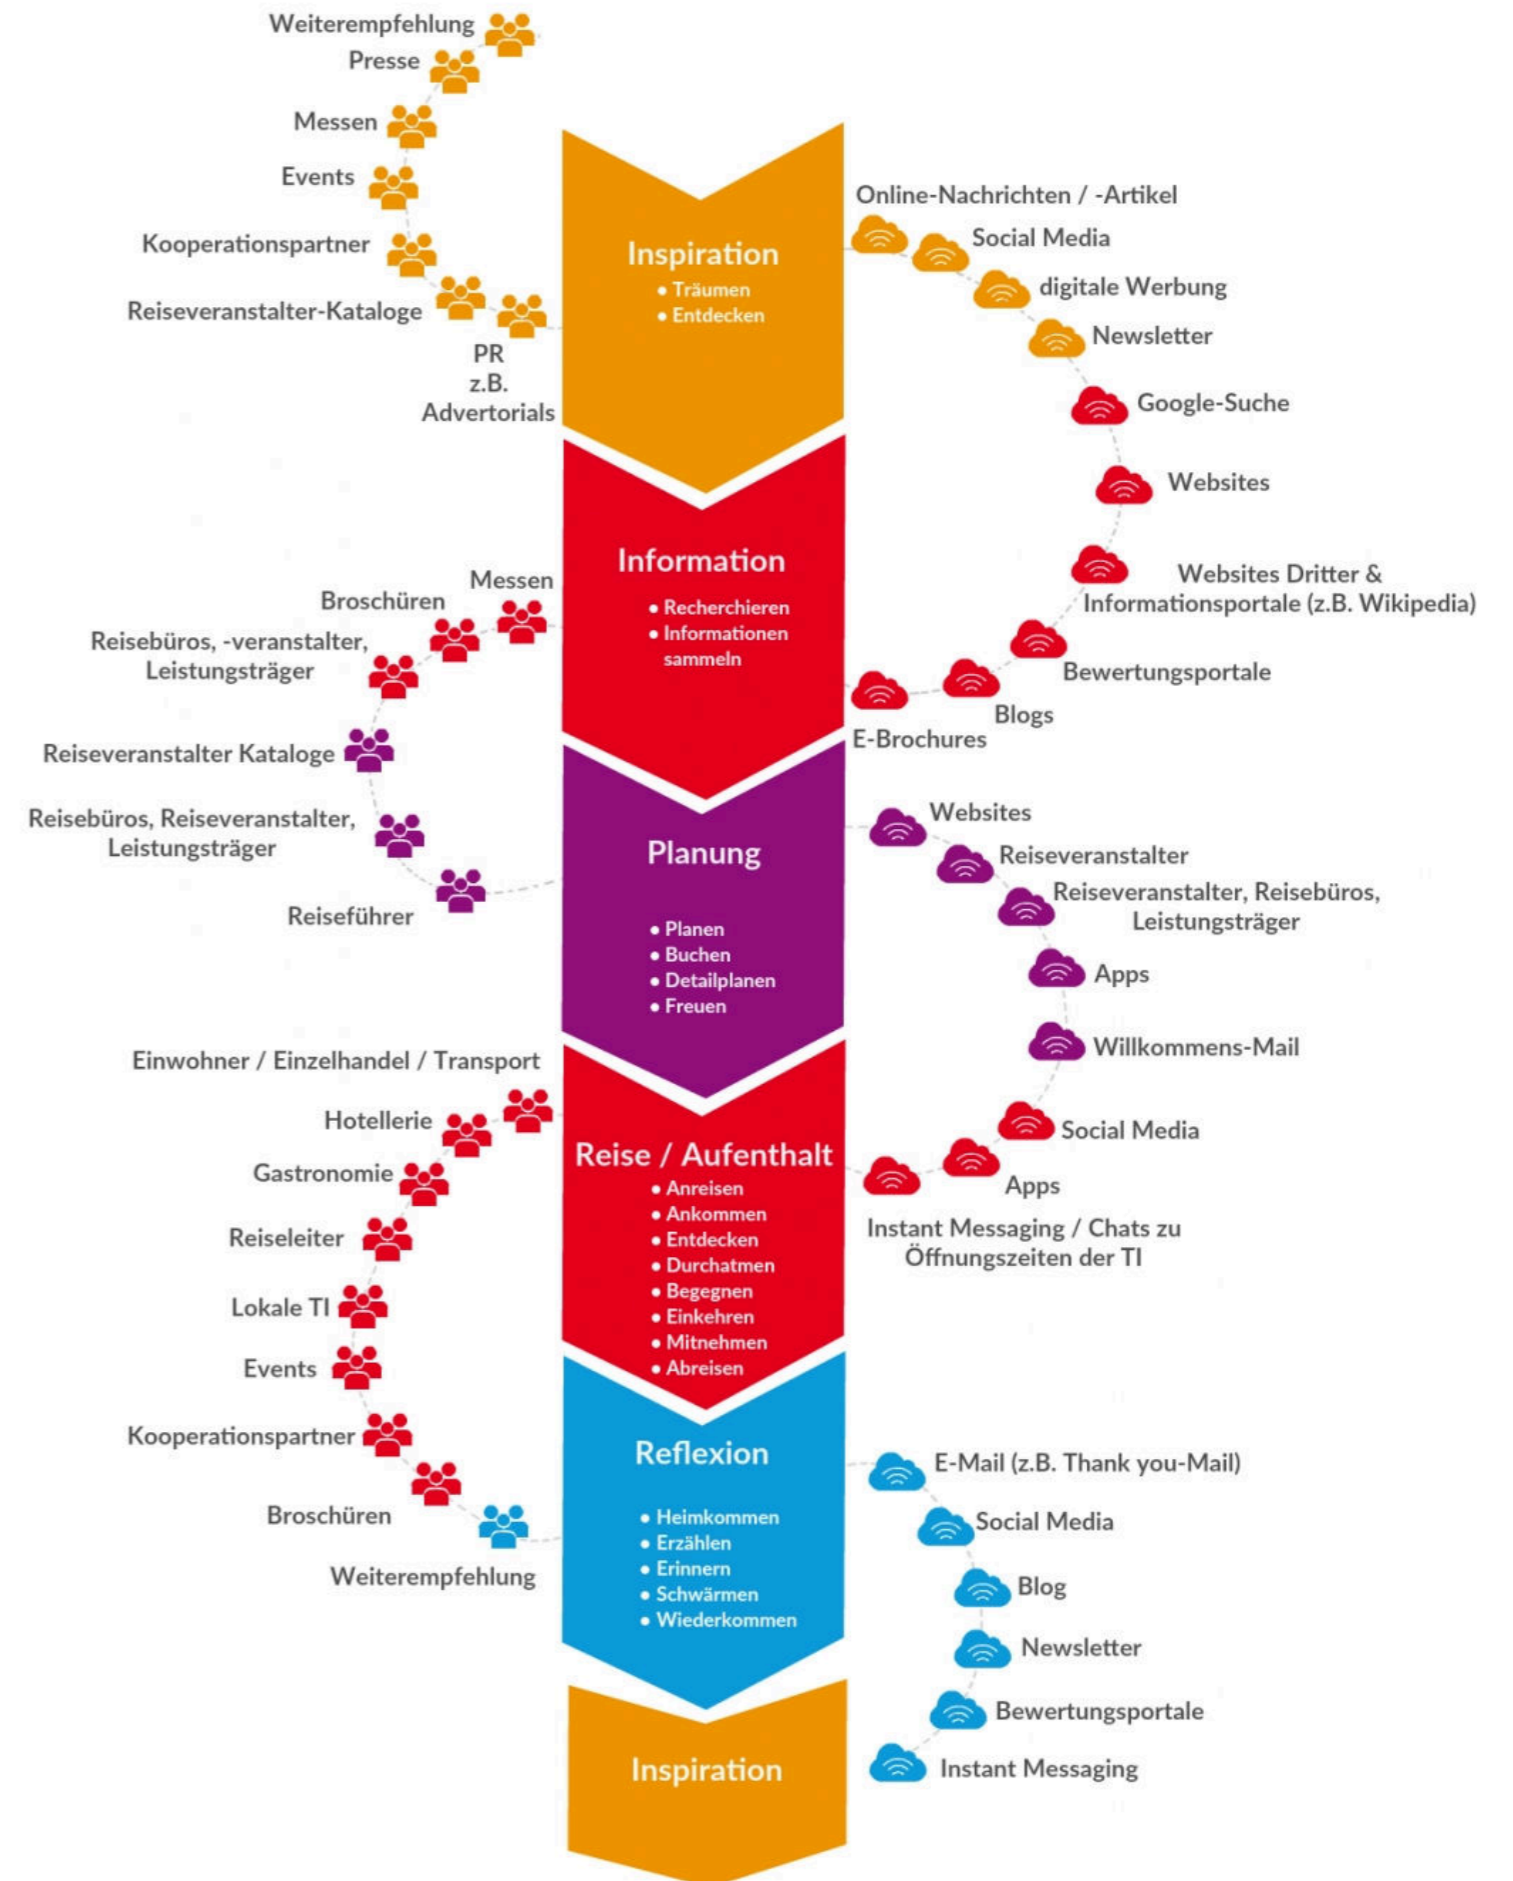 Weiterempfehlung
Presse
Messen
Events
Kooperationspartner
Reiseveranstalter-Kataloge
PR
z.B.
Advertorials
Inspiration
• Träumen
• Entdecken
Online-Nachrichten / -Artikel
Social Media
digitale Werbung
Newsletter
Google-Suche
Websites
Websites Dritter &
Informationsportale (z.B. Wikipedia)
Bewertungsportale
Blogs
E-Brochures
Information
• Recherchieren
• Informationen
sammeln
Messen
Broschüren
Reisebüros, -veranstalter,
Leistungsträger
Reiseveranstalter Kataloge
Reisebüros, Reiseveranstalter,
Leistungsträger
Reiseführer
Planung
• Planen
• Buchen
• Detailplanen
• Freuen
Websites
Reiseveranstalter
Reiseveranstalter, Reisebüros,
Leistungsträger
Apps
Willkommens-Mail
Social Media
Apps
Instant Messaging / Chats zu
Öffnungszeiten der TI
Einwohner / Einzelhandel / Transport
Hotellerie
Gastronomie
Reiseleiter
Lokale TI
Events
Kooperationspartner
Broschüren
Weiterempfehlung
Reise / Aufenthalt
• Anreisen
• Ankommen
• Entdecken
• Durchatmen
• Begegnen
• Einkehren
• Mitnehmen
• Abreisen
Reflexion
• Heimkommen
• Erzählen
• Erinnern
• Schwärmen
• Wiederkommen
E-Mail (z.B. Thank you-Mail)
Social Media
Blog
Newsletter
Bewertungsportale
Instant Messaging
Inspiration